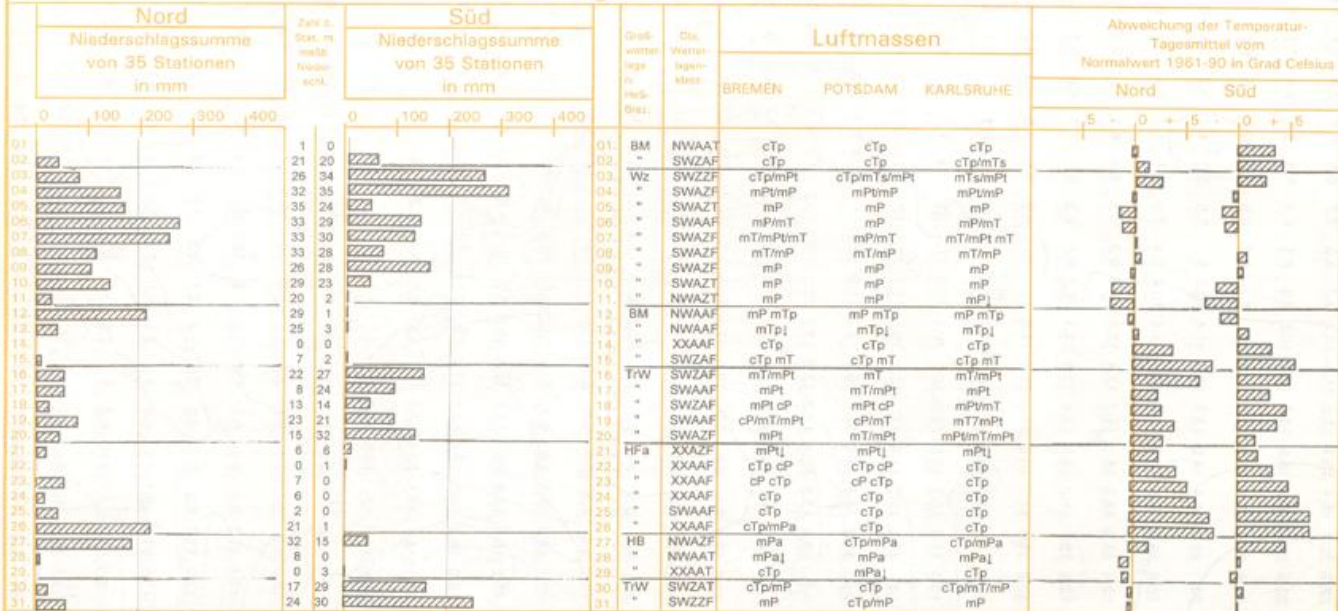 Nord
Niederschlagssumme
von 35 Stationen
in mm
0 100 200 300 400
Zahl d.
Stat. m.
meßb.
Nieder-
schl.
Süd
Niederschlagssumme
von 35 Stationen
in mm
0 100 200 300 400
Groß-
wetter-
lage
n.
Heß-
Brez.
Obj.
Wetter-
lagen-
klass.
Luftmassen
BREMEN POTSDAM KARLSRUHE
Abweichung der Temperatur-
Tagesmittel vom
Normalwert 1961-90 in Grad Celsius
Nord Süd
5 - 0 + 5 - 0 + 5
01. 1 0 01. BM NWAAT cTp cTp cTp
02. 21 20 02. " SWZAF cTp cTp cTp/mTs
03. 26 34 03. Wz SWZZF cTp/mPt cTp/mTs/mPt mTs/mPt
04. 32 35 04. " SWAZF mPt/mP mPt/mP mPt/mP
05. 35 24 05. " SWAZT mP mP mP
06. 33 29 06. " SWAAF mP/mT mP mP/mT
07. 33 30 07. " SWAZF mT/mPt/mT mP/mT mT/mPt mT
08. 33 28 08. " SWAZF mT/mP mT/mP mT/mP
09. 26 28 09. " SWAZF mP mP mP
10. 29 23 10. " SWAZT mP mP mP
11. 20 2 11. " NWAZT mP mP mP↓
12. 29 1 12. BM NWAAF mP mTp mP mTp mP mTp
13. 25 3 13. " NWAAF mTp↓ mTp↓ mTp↓
14. 0 0 14. " XXAAF cTp cTp cTp
15. 7 2 15. " SWZAF cTp mT cTp mT cTp mT
16. 22 27 16. TrW SWZAF mT/mPt mT mT/mPt
17. 8 24 17. " SWAAF mPt mT/mPt mPt
18. 13 14 18. " SWZAF mPt cP mPt cP mPt/mT
19. 23 21 19. " SWAAF cP/mT/mPt cP/mT mT7mPt
20. 15 32 20. " SWAZF mPt mT/mPt mPt/mT/mPt
21. 6 6 21. HFa XXAZF mPt↓ mPt↓ mPt↓
22. 0 1 22. " XXAAF cTp cP cTp cP cTp
23. 7 0 23. " XXAAF cP cTp cP cTp cTp
24. 6 0 24. " XXAAF cTp cTp cTp
25. 2 0 25. " SWAAF cTp cTp cTp
26. 21 1 26. " XXAAF cTp/mPa cTp cTp
27. 32 15 27. HB NWAZF mPa cTp/mPa cTp/mPa
28. 8 0 28. " NWAAT mPa↓ mPa mPa↓
29. 0 3 29. " XXAAT cTp mPa↓ cTp
30. 17 29 30. TrW SWZAT cTp/mP cTp cTp/mT/mP
31. 24 30 31. " SWZZF mP cTp/mP mP